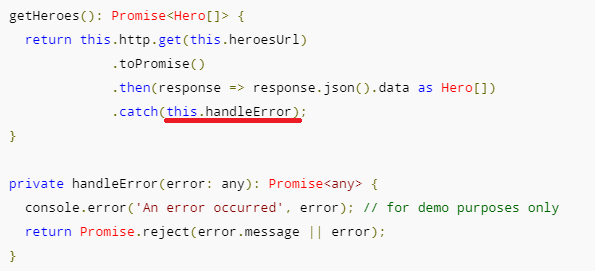 getHeroes(): Promise<Hero[]> {
  return this.http.get(this.heroesUrl)
             .toPromise()
             .then(response => response.json().data as Hero[])
             .catch(this.handleError);
}
private handleError(error: any): Promise<any> {
  console.error('An error occurred', error); // for demo purposes only
  return Promise.reject(error.message || error);
}